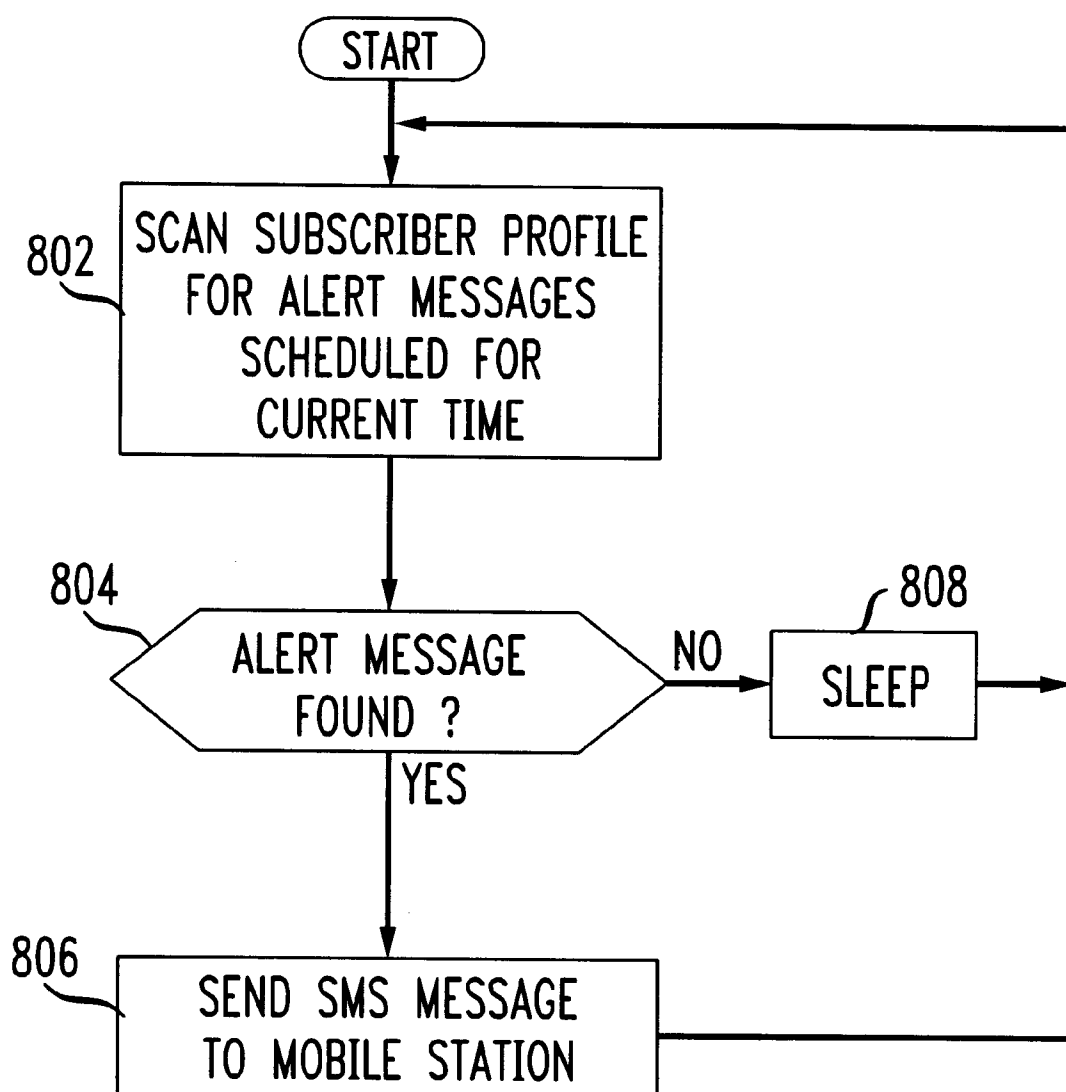 START
802
SCAN SUBSCRIBER PROFILE
FOR ALERT MESSAGES
SCHEDULED FOR
CURRENT TIME
804
ALERT MESSAGE
FOUND ?
NO
808
SLEEP
YES
806
SEND SMS MESSAGE
TO MOBILE STATION